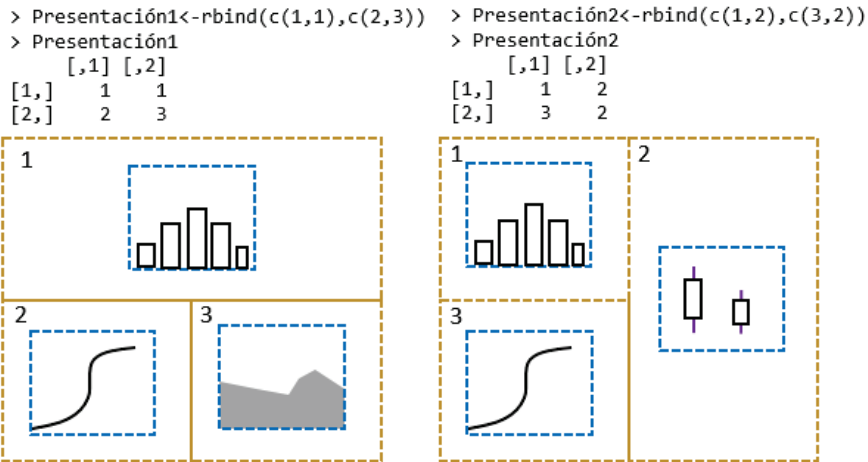 > Presentación1<-rbind(c(1,1),c(2,3))
> Presentación1
     [,1] [,2]
[1,]    1    1
[2,]    2    3
1
2
3
> Presentación2<-rbind(c(1,2),c(3,2))
> Presentación2
     [,1] [,2]
[1,]    1    2
[2,]    3    2
1
2
3